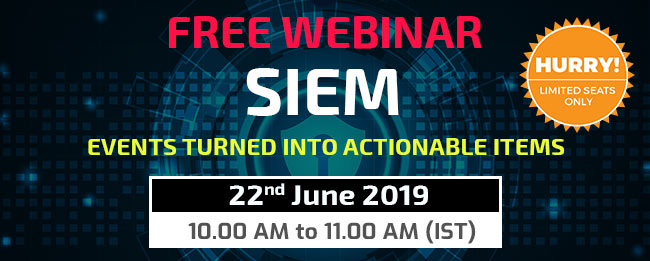 FREE WEBINAR
SIEM
EVENTS TURNED INTO ACTIONABLE ITEMS
22nd June 2019
10.00 AM to 11.00 AM (IST)
HURRY!
LIMITED SEATS
ONLY